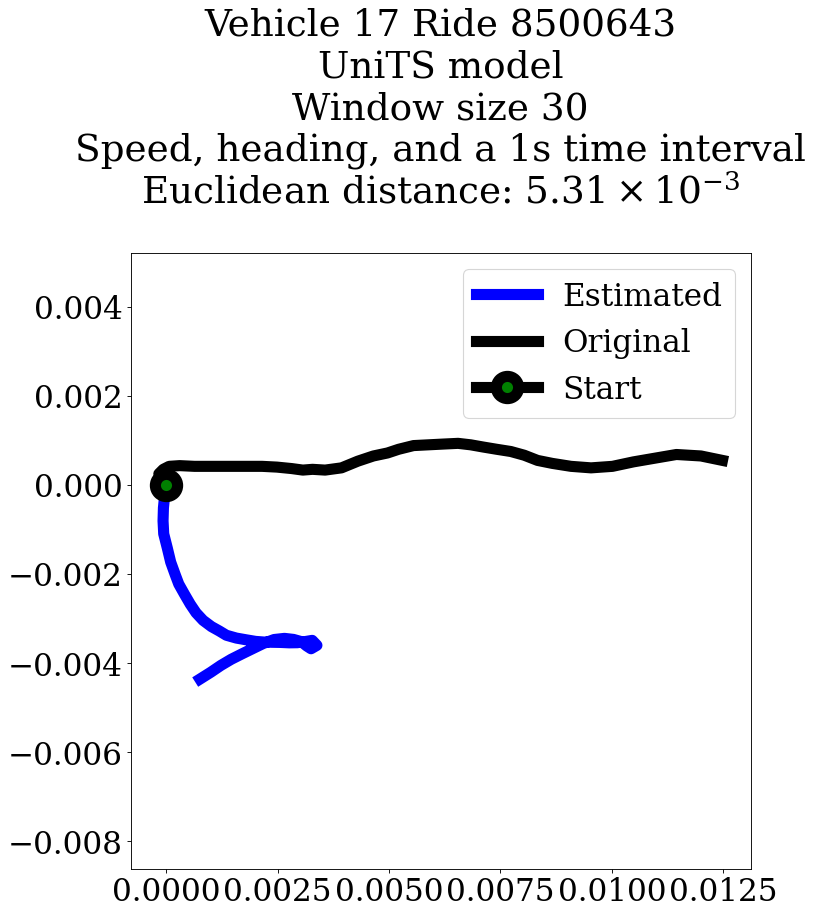 Vehicle 17 Ride 8500643
UniTS model
Window size 30
Speed, heading, and a 1s time interval
Euclidean distance: 5.31 × 10⁻³
Estimated
Original
Start
0.004
0.002
0.000
−0.002
−0.004
−0.006
−0.008
0.0000 0.0025 0.0050 0.0075 0.0100 0.0125